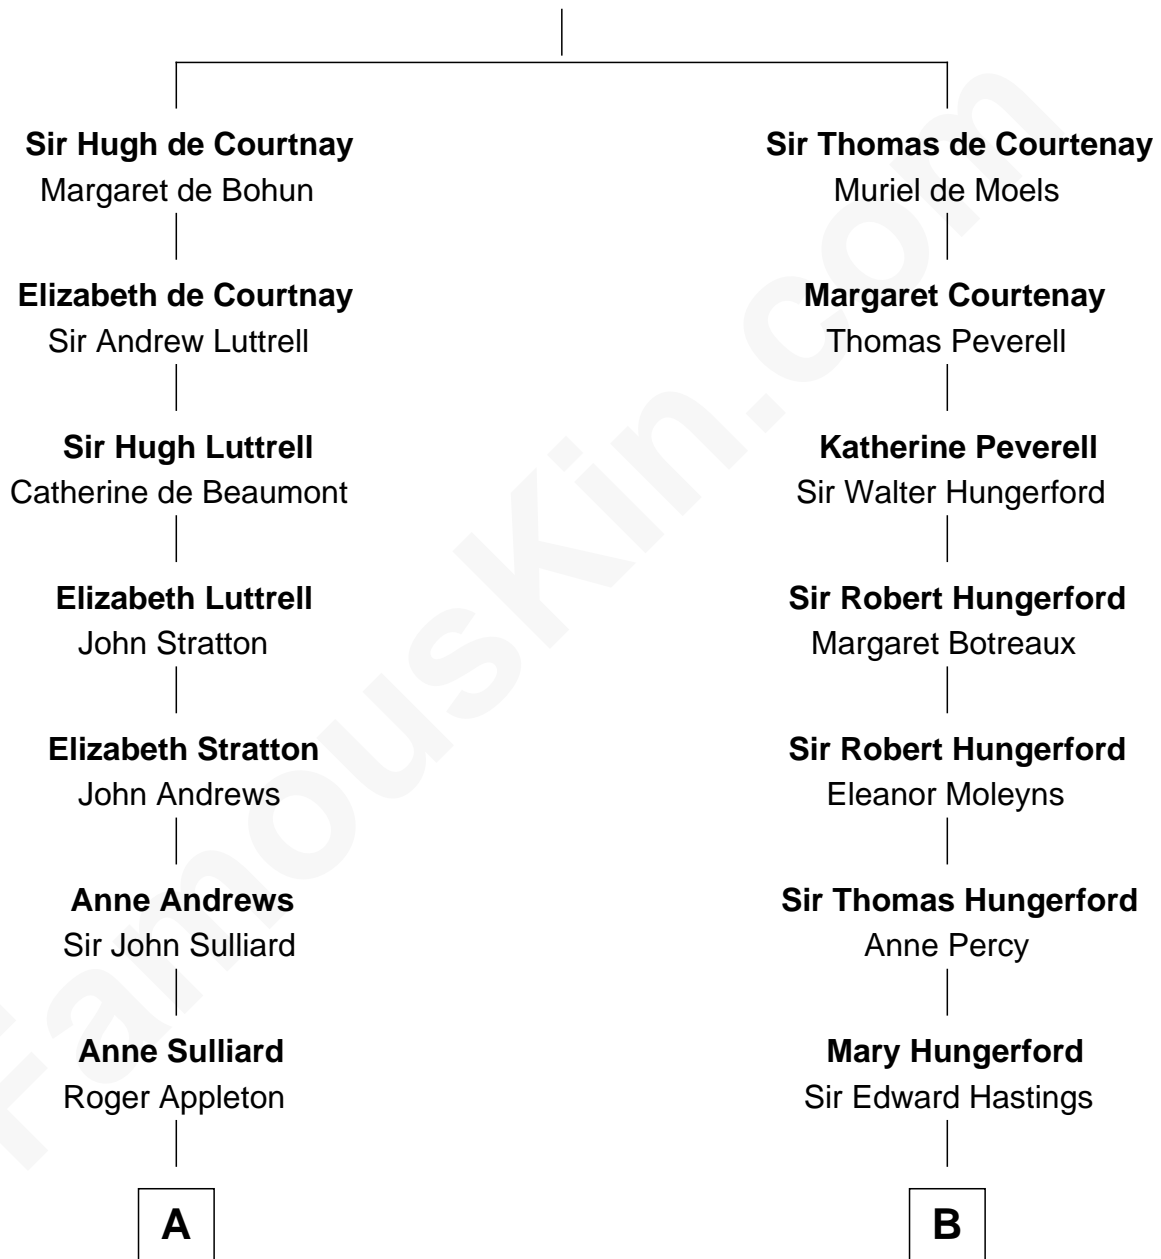 Sir Hugh de Courtnay
Margaret de Bohun
Elizabeth de Courtnay
Sir Andrew Luttrell
Sir Hugh Luttrell
Catherine de Beaumont
Elizabeth Luttrell
John Stratton
Elizabeth Stratton
John Andrews
Anne Andrews
Sir John Sulliard
Anne Sulliard
Roger Appleton
A
Sir Thomas de Courtenay
Muriel de Moels
Margaret Courtenay
Thomas Peverell
Katherine Peverell
Sir Walter Hungerford
Sir Robert Hungerford
Margaret Botreaux
Sir Robert Hungerford
Eleanor Moleyns
Sir Thomas Hungerford
Anne Percy
Mary Hungerford
Sir Edward Hastings
B
FamousKin.com